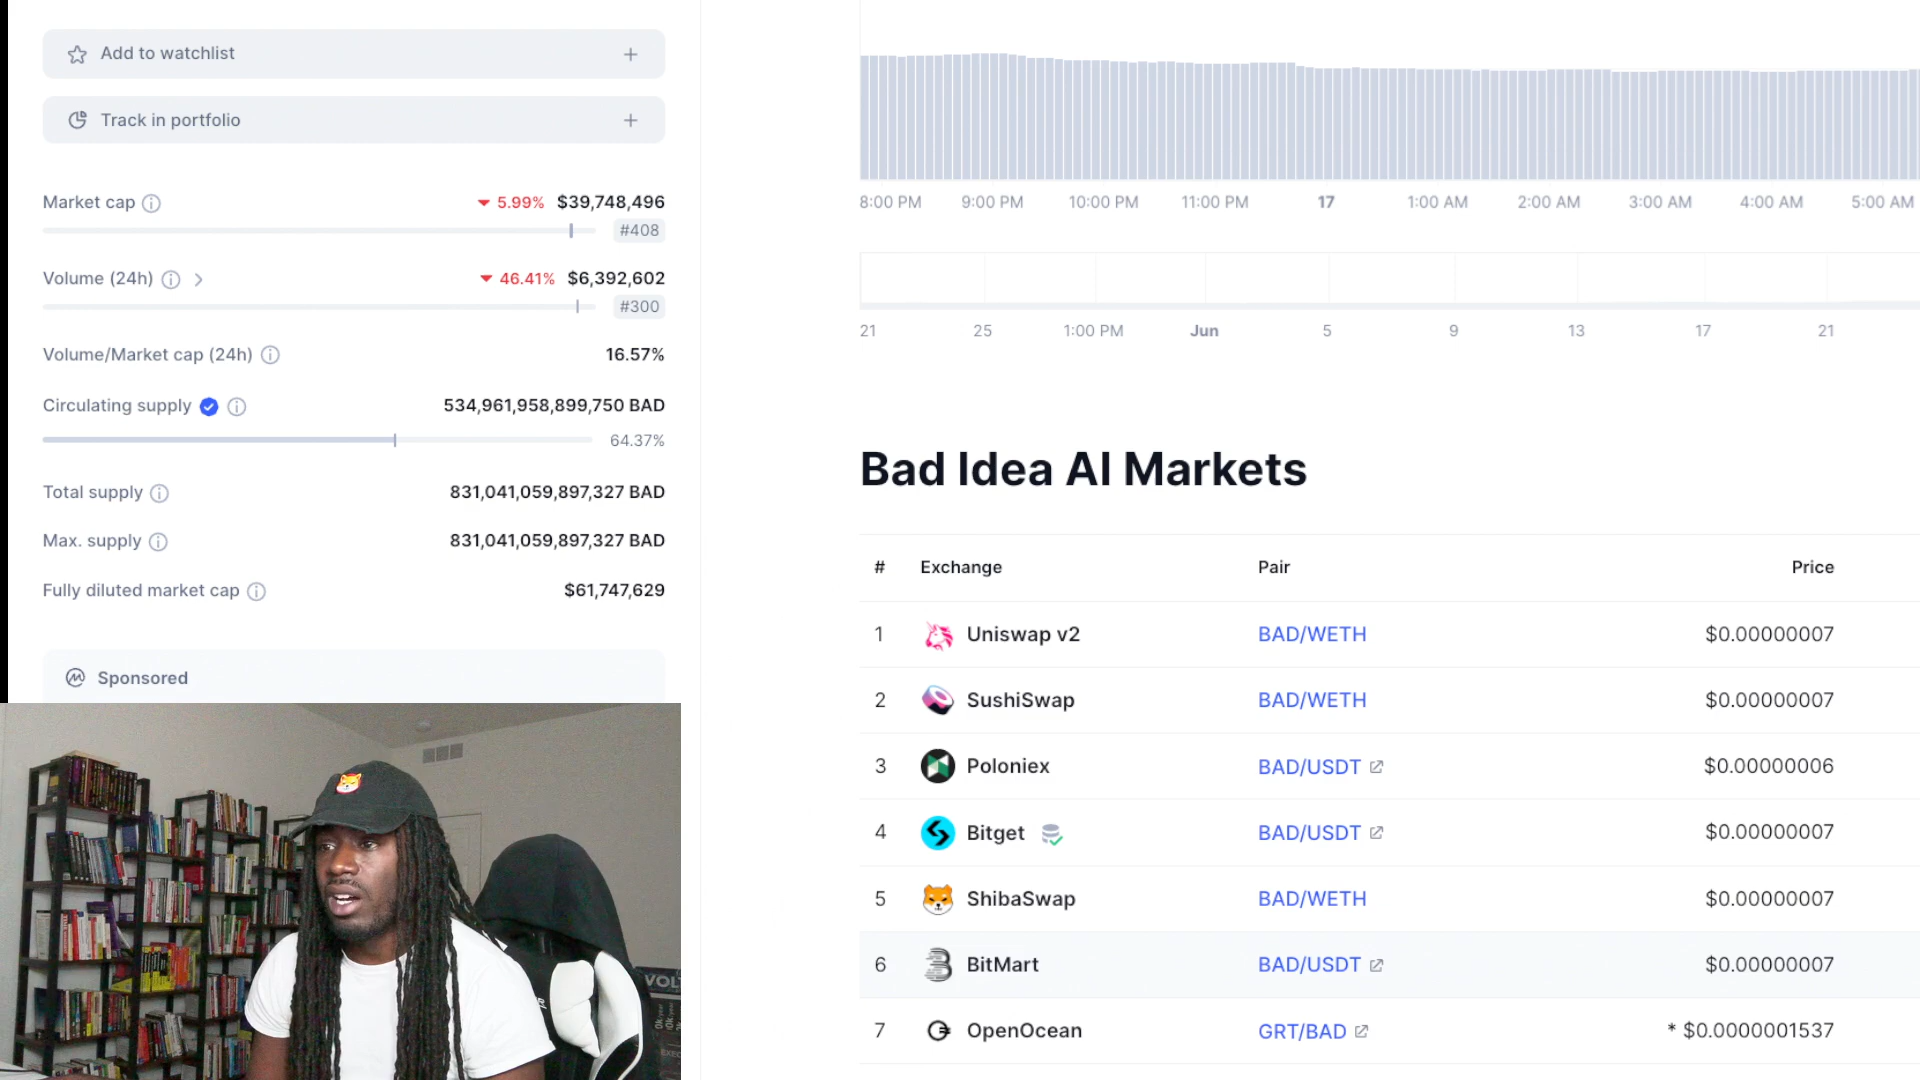 Add to watchlist +
Track in portfolio +
Market cap 5.99% $39,748,496
#408
Volume (24h) 46.41% $6,392,602
#300
Volume/Market cap (24h) 16.57%
Circulating supply 534,961,958,899,750 BAD
64.37%
Total supply 831,041,059,897,327 BAD
Max. supply 831,041,059,897,327 BAD
Fully diluted market cap $61,747,629
Sponsored
8:00 PM 9:00 PM 10:00 PM 11:00 PM 17 1:00 AM 2:00 AM 3:00 AM 4:00 AM 5:00 AM
21 25 1:00 PM Jun 5 9 13 17 21
Bad Idea AI Markets
# Exchange Pair Price
1 Uniswap v2 BAD/WETH $0.00000007
2 SushiSwap BAD/WETH $0.00000007
3 Poloniex BAD/USDT $0.00000006
4 Bitget BAD/USDT $0.00000007
5 ShibaSwap BAD/WETH $0.00000007
6 BitMart BAD/USDT $0.00000007
7 OpenOcean GRT/BAD * $0.0000001537